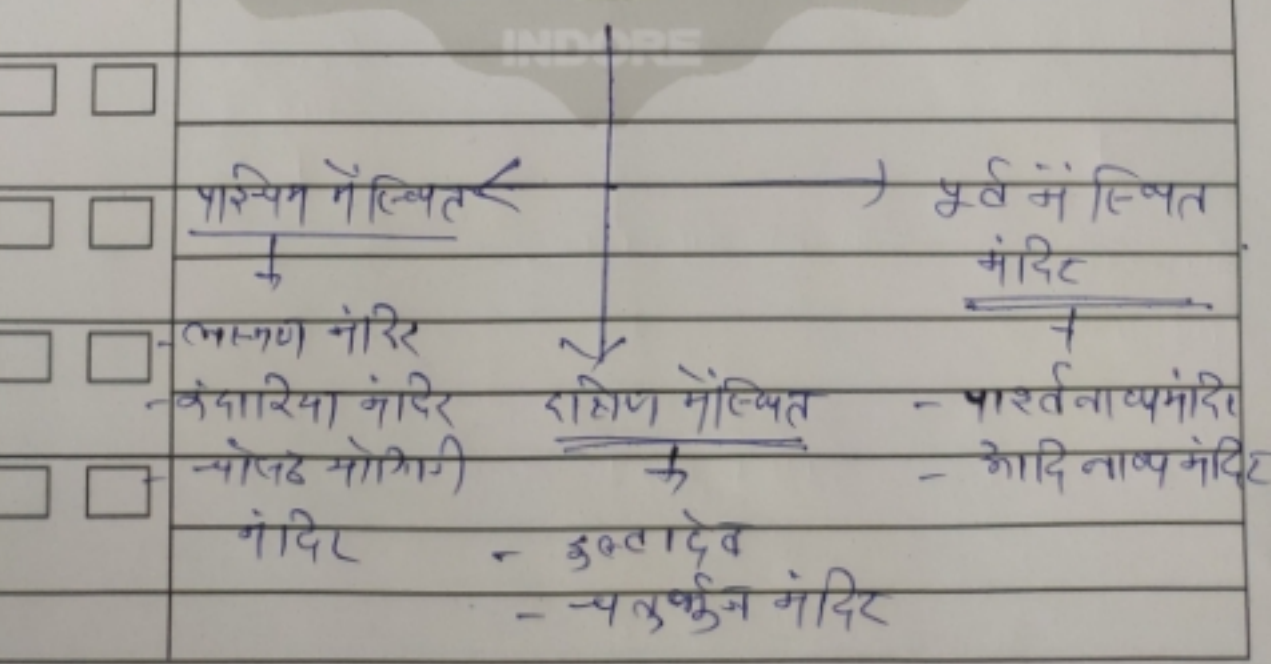 INDORE
पश्चिम में स्थित
पूर्व में स्थित
मंदिर
- लक्ष्मण मंदिर
- कंदारिया मंदिर
दक्षिण में स्थित
- पार्श्वनाथ मंदिर
- चौसठ योगिनी
- आदिनाथ मंदिर
मंदिर
- दुल्हादेव
- चतुर्भुज मंदिर